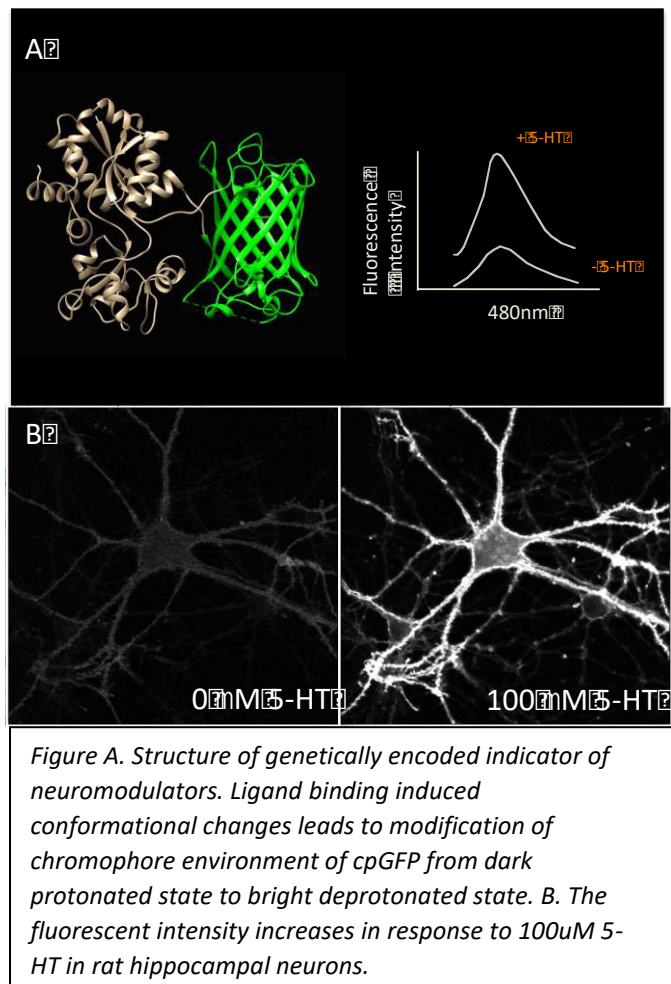 A
+ 5-HT
Fluorescence
intensity
- 5-HT
480nm
B
0 mM 5-HT
100 mM 5-HT
Figure A. Structure of genetically encoded indicator of
neuromodulators. Ligand binding induced
conformational changes leads to modification of
chromophore environment of cpGFP from dark
protonated state to bright deprotonated state. B. The
fluorescent intensity increases in response to 100uM 5-
HT in rat hippocampal neurons.